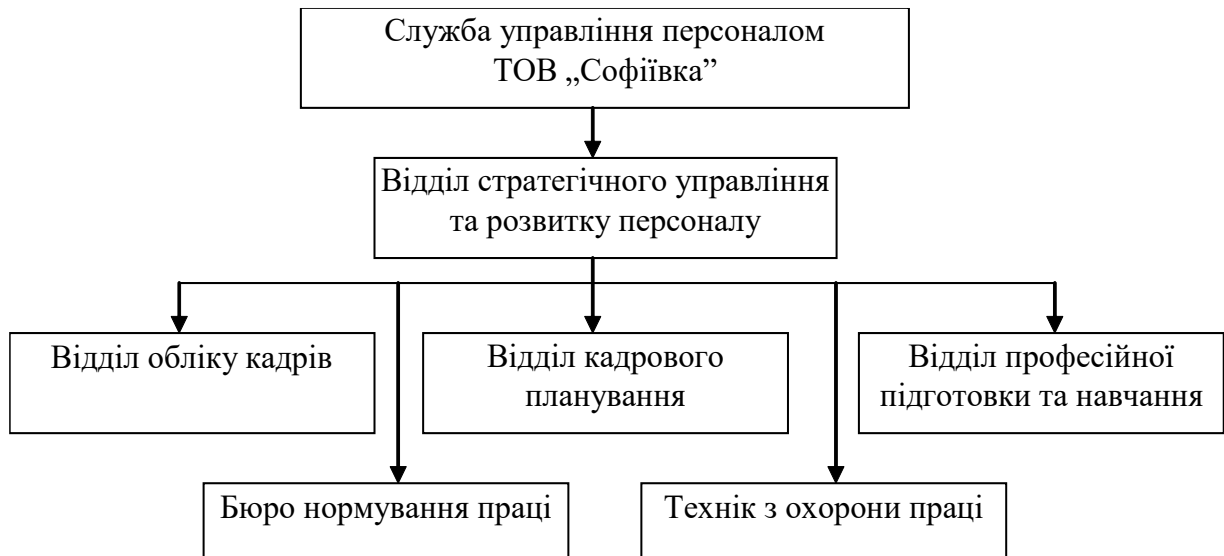 Служба управління персоналом
ТОВ „Софіївка”
Відділ стратегічного управління
та розвитку персоналу
Відділ обліку кадрів
Відділ кадрового
планування
Відділ професійної
підготовки та навчання
Бюро нормування праці
Технік з охорони праці